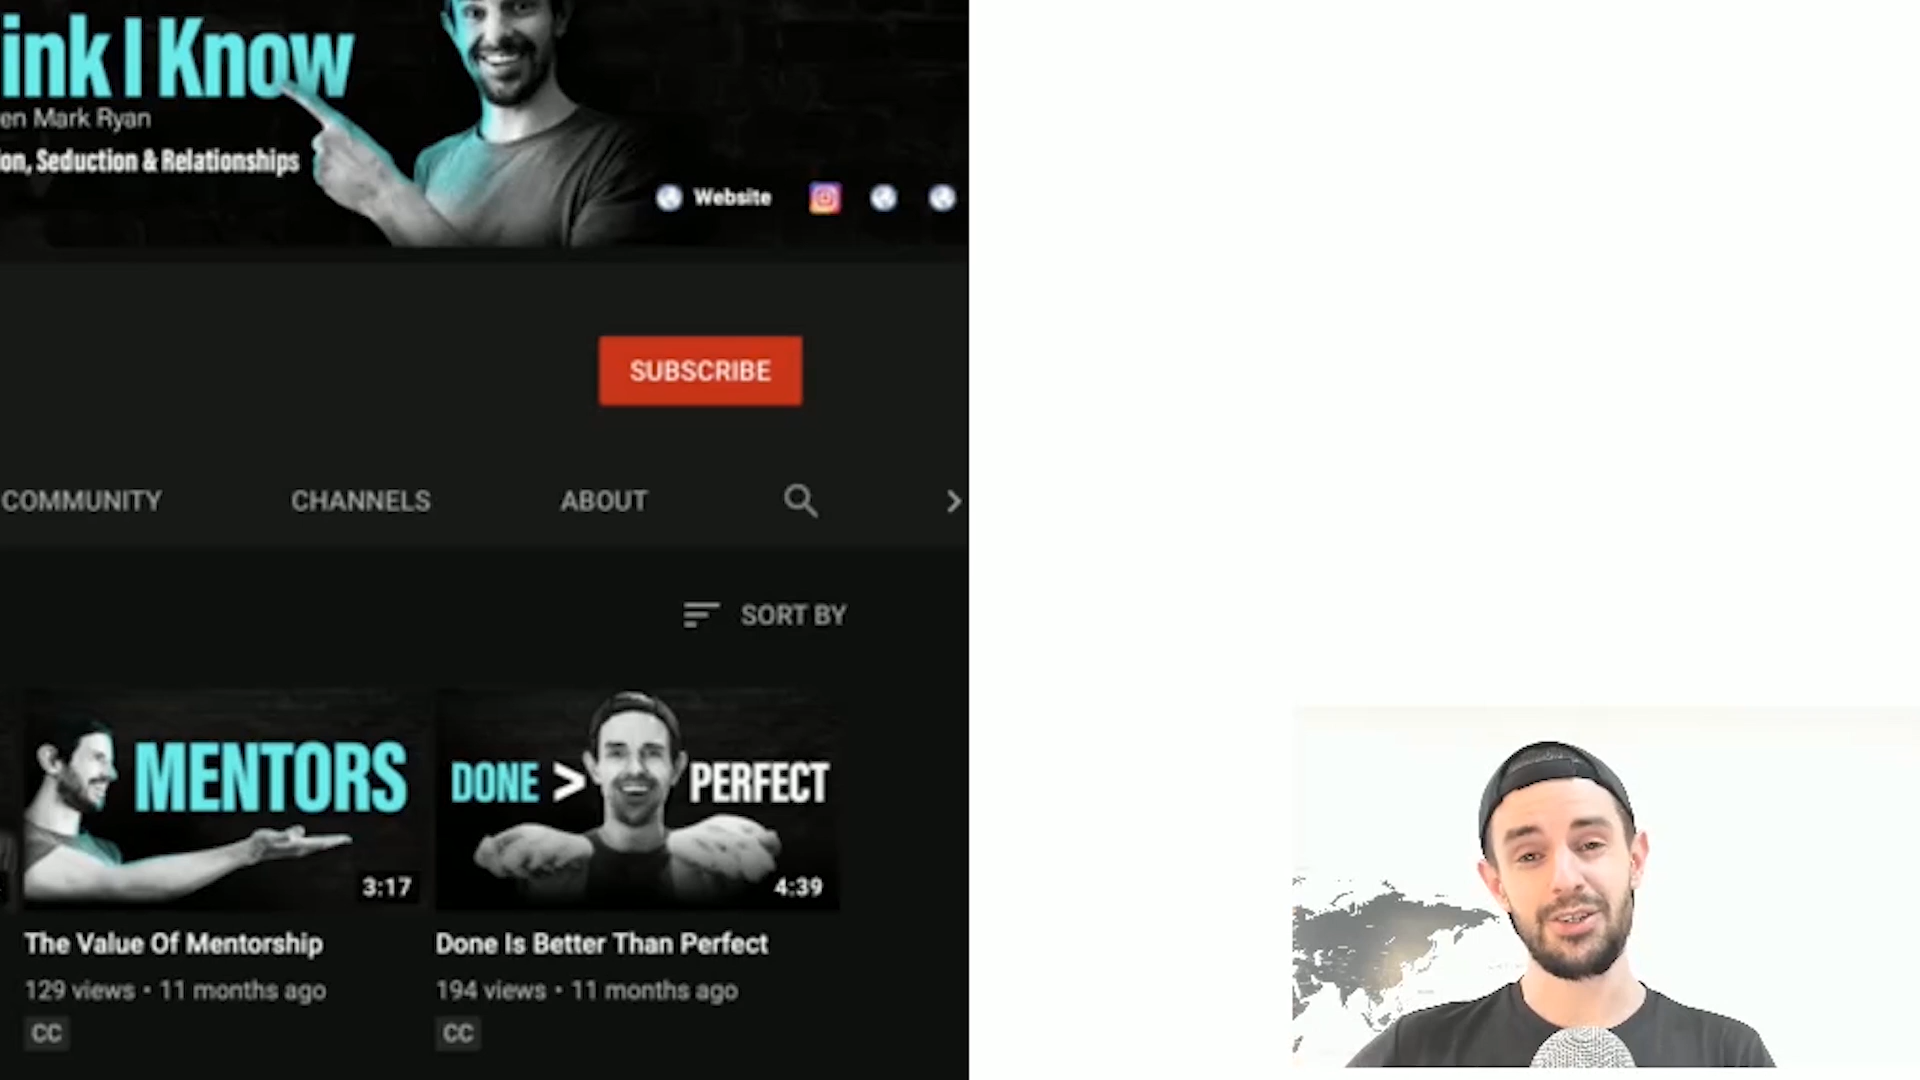 ink I Know
en Mark Ryan
ion, Seduction & Relationships
Website
SUBSCRIBE
COMMUNITY CHANNELS ABOUT
SORT BY
MENTORS
3:17
DONE > PERFECT
4:39
The Value Of Mentorship
129 views • 11 months ago
CC
Done Is Better Than Perfect
194 views • 11 months ago
CC